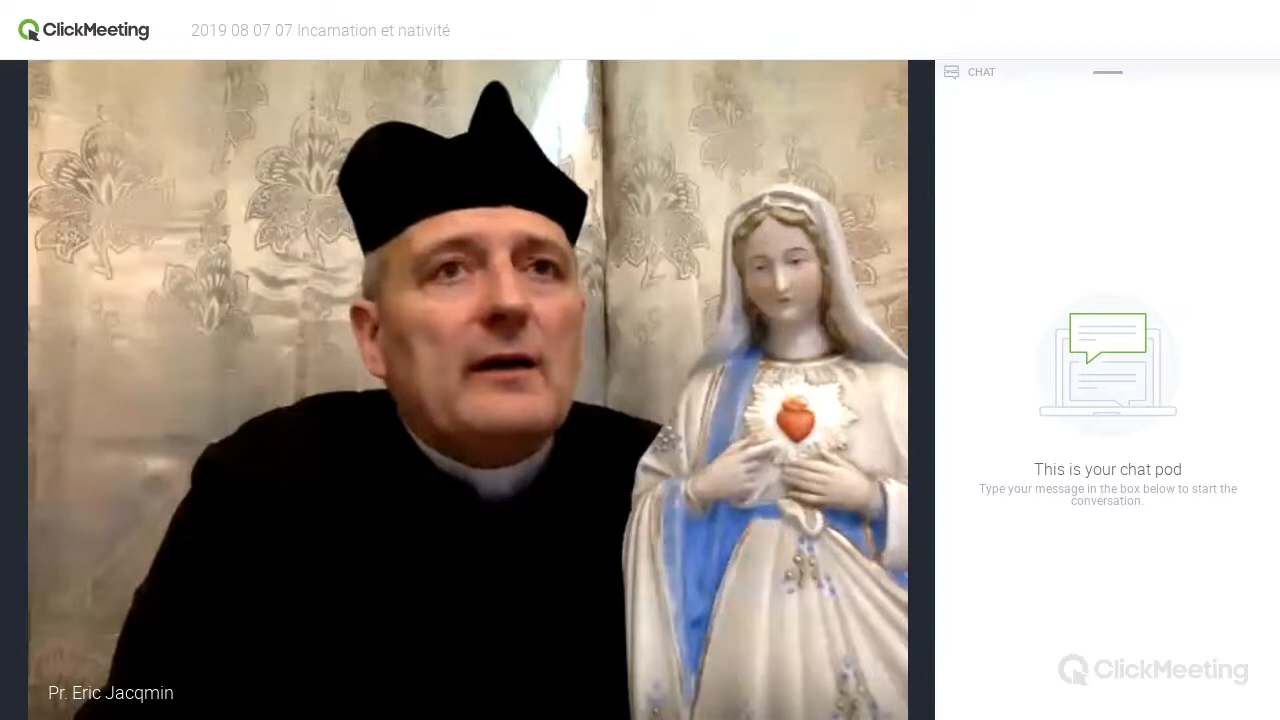 ClickMeeting
2019 08 07 07 Incarnation et nativité
CHAT
This is your chat pod
Type your message in the box below to start the
conversation.
ClickMeeting
Pr. Eric Jacqmin